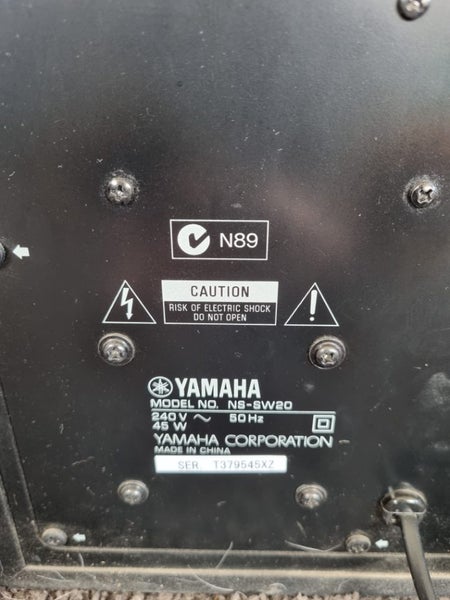 N89
CAUTION
RISK OF ELECTRIC SHOCK
DO NOT OPEN
YAMAHA
MODEL NO. NS-SW20
240 V ~ 50 Hz
45 W
YAMAHA CORPORATION
MADE IN CHINA
SER T379545XZ